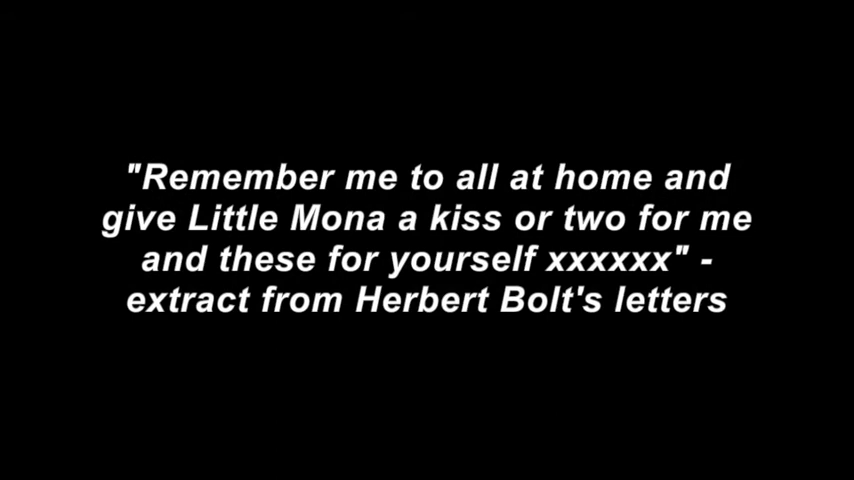 "Remember me to all at home and
give Little Mona a kiss or two for me
and these for yourself xxxxxx" -
extract from Herbert Bolt's letters